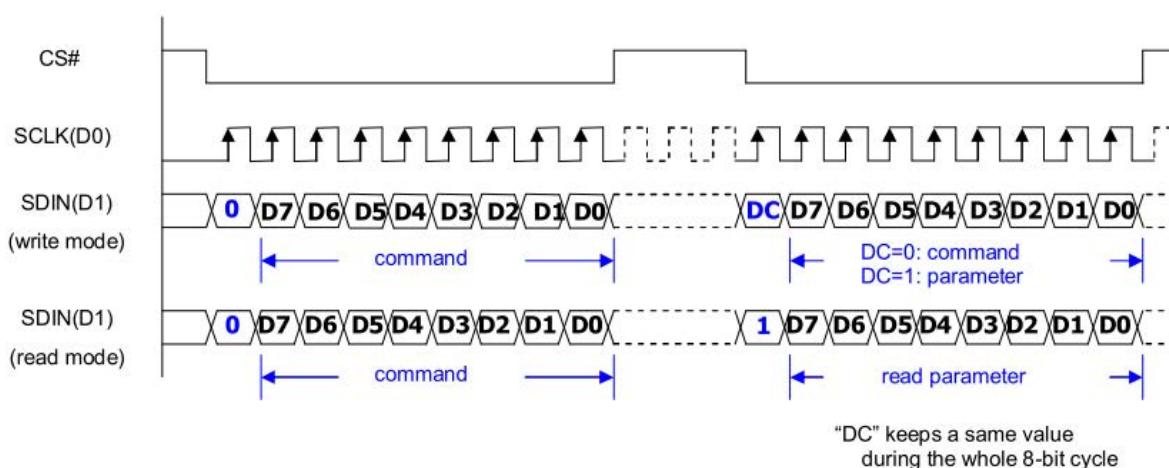 CS#
SCLK(D0)
SDIN(D1)
(write mode)
0 D7 D6 D5 D4 D3 D2 D1 D0
DC D7 D6 D5 D4 D3 D2 D1 D0
command
DC=0: command
DC=1: parameter
SDIN(D1)
(read mode)
0 D7 D6 D5 D4 D3 D2 D1 D0
1 D7 D6 D5 D4 D3 D2 D1 D0
command
read parameter
“DC” keeps a same value
during the whole 8-bit cycle